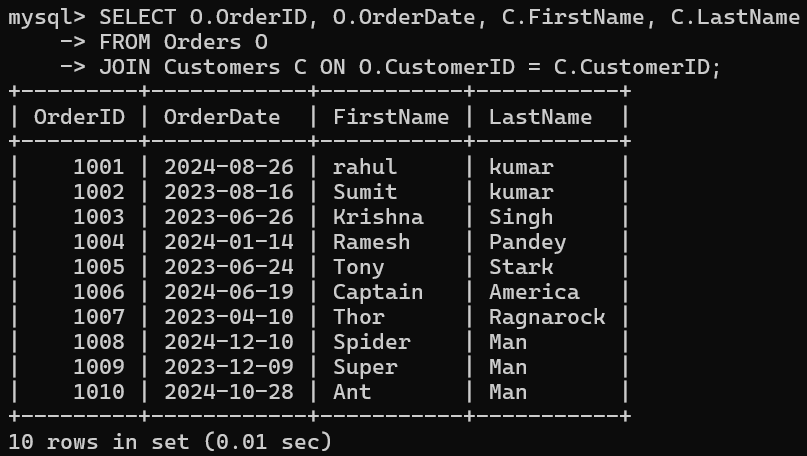 mysql> SELECT O.OrderID, O.OrderDate, C.FirstName, C.LastName
    -> FROM Orders O
    -> JOIN Customers C ON O.CustomerID = C.CustomerID;
+---------+------------+-----------+-----------+
| OrderID | OrderDate  | FirstName | LastName  |
+---------+------------+-----------+-----------+
|    1001 | 2024-08-26 | rahul     | kumar     |
|    1002 | 2023-08-16 | Sumit     | kumar     |
|    1003 | 2023-06-26 | Krishna   | Singh     |
|    1004 | 2024-01-14 | Ramesh    | Pandey    |
|    1005 | 2023-06-24 | Tony      | Stark     |
|    1006 | 2024-06-19 | Captain   | America   |
|    1007 | 2023-04-10 | Thor      | Ragnarock |
|    1008 | 2024-12-10 | Spider    | Man       |
|    1009 | 2023-12-09 | Super     | Man       |
|    1010 | 2024-10-28 | Ant       | Man       |
+---------+------------+-----------+-----------+
10 rows in set (0.01 sec)